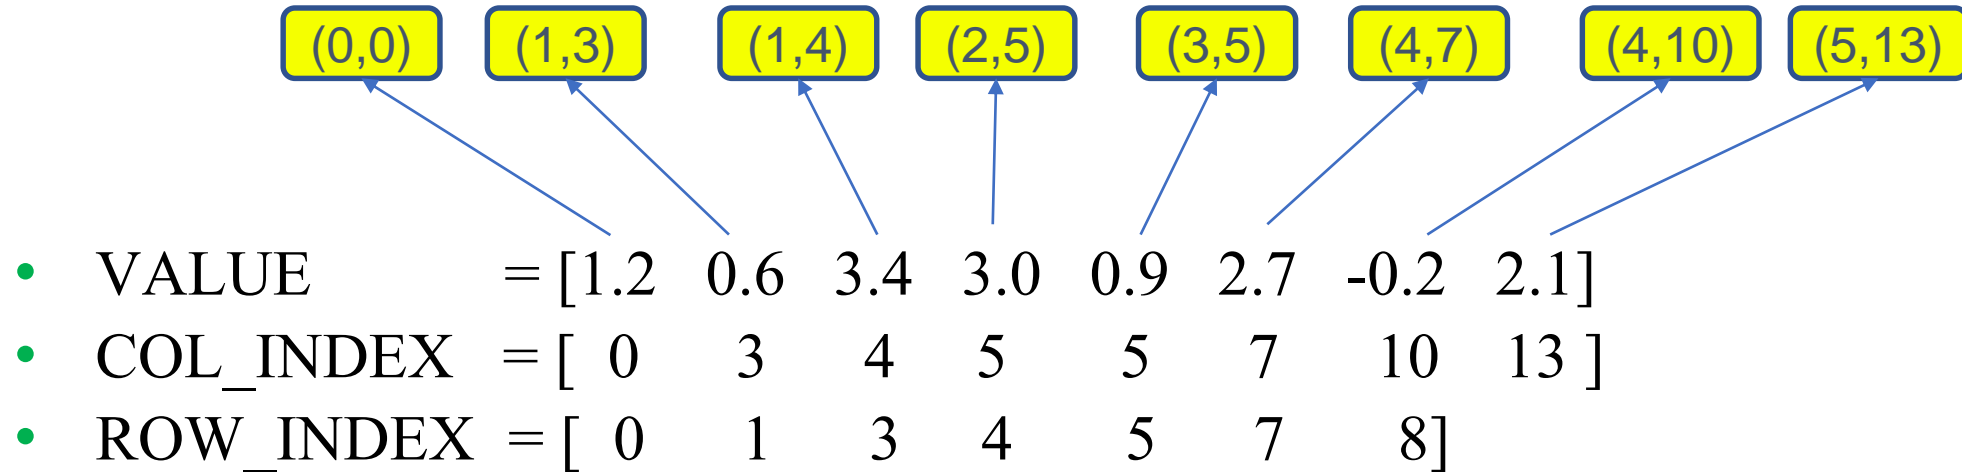 (0,0) (1,3) (1,4) (2,5) (3,5) (4,7) (4,10) (5,13)
• VALUE = [1.2 0.6 3.4 3.0 0.9 2.7 -0.2 2.1]
• COL_INDEX = [ 0 3 4 5 5 7 10 13 ]
• ROW_INDEX = [ 0 1 3 4 5 7 8]